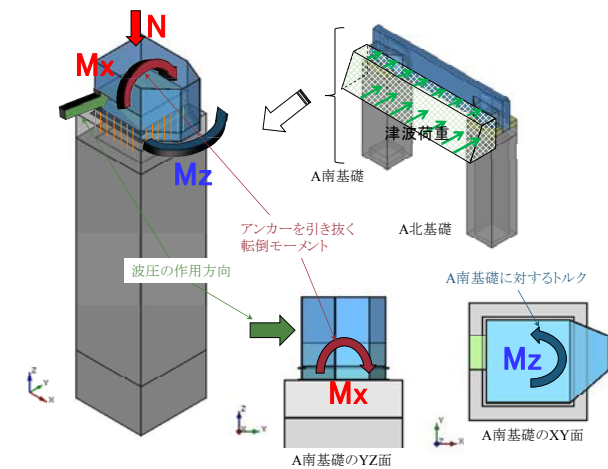 N
Mx
Mz
津波荷重
A南基礎
A北基礎
アンカーを引き抜く
転倒モーメント
波圧の作用方向
A南基礎に対するトルク
Mx
Mz
Z
Y
X
Z
Y
X
Z
Y
Y
X
A南基礎のYZ面
A南基礎のXY面